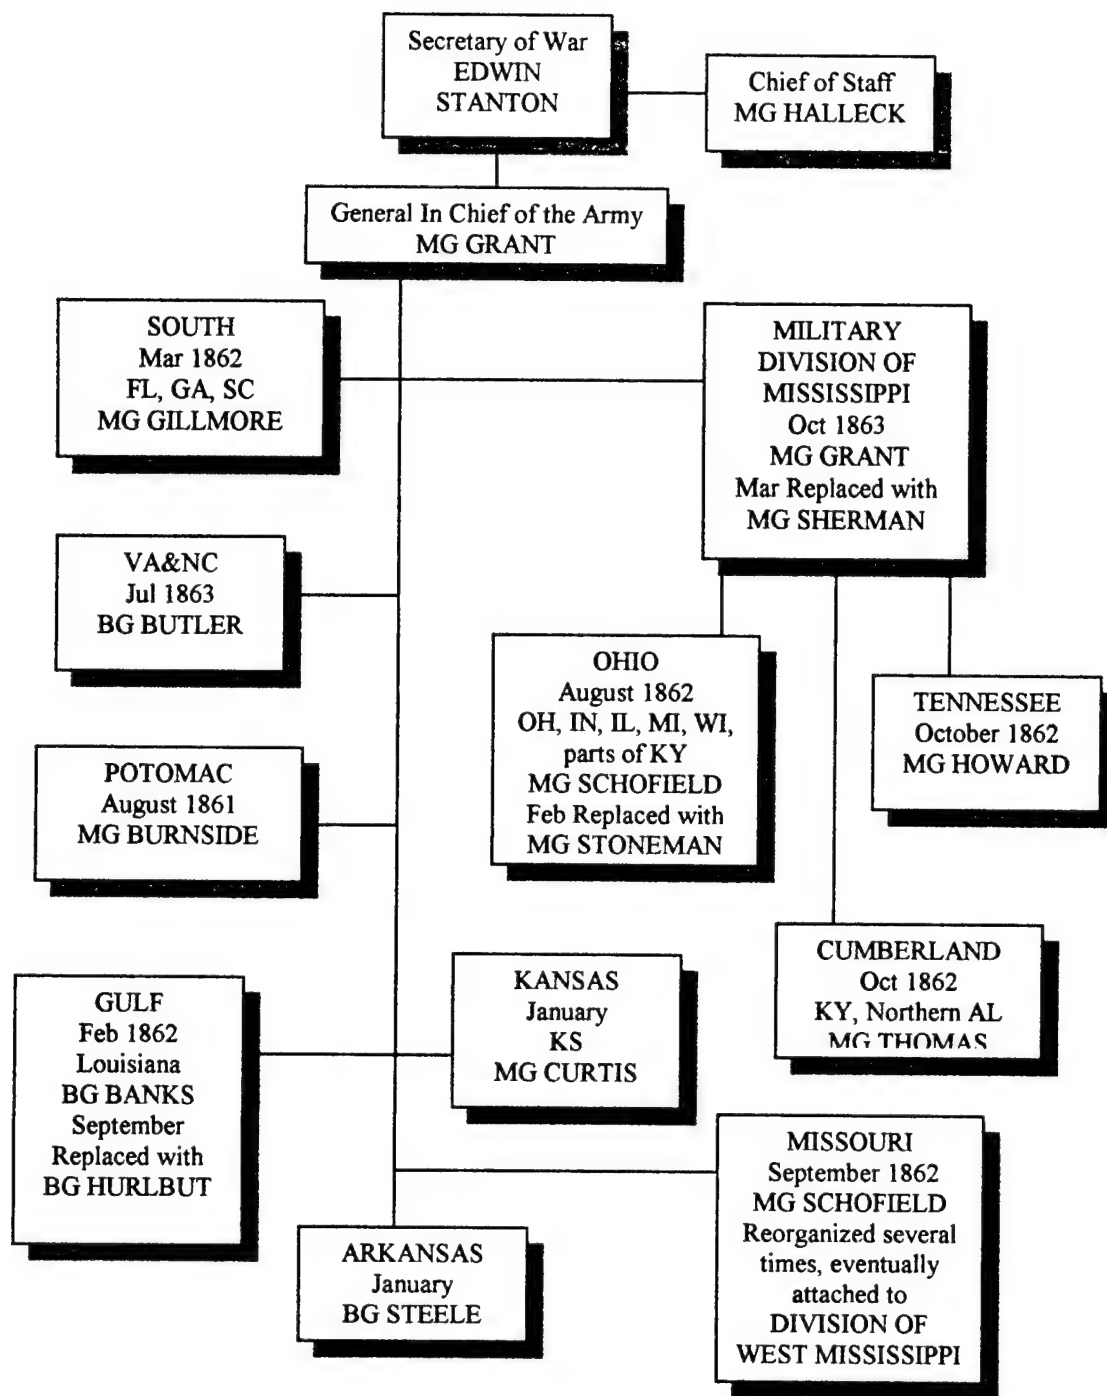 Secretary of War
EDWIN
STANTON
Chief of Staff
MG HALLECK
General In Chief of the Army
MG GRANT
SOUTH
Mar 1862
FL, GA, SC
MG GILLMORE
MILITARY
DIVISION OF
MISSISSIPPI
Oct 1863
MG GRANT
Mar Replaced with
MG SHERMAN
VA&NC
Jul 1863
BG BUTLER
OHIO
August 1862
OH, IN, IL, MI, WI,
parts of KY
MG SCHOFIELD
Feb Replaced with
MG STONEMAN
TENNESSEE
October 1862
MG HOWARD
POTOMAC
August 1861
MG BURNSIDE
CUMBERLAND
Oct 1862
KY, Northern AL
MG THOMAS
GULF
Feb 1862
Louisiana
BG BANKS
September
Replaced with
BG HURLBUT
KANSAS
January
KS
MG CURTIS
MISSOURI
September 1862
MG SCHOFIELD
Reorganized several
times, eventually
attached to
DIVISION OF
WEST MISSISSIPPI
ARKANSAS
January
BG STEELE